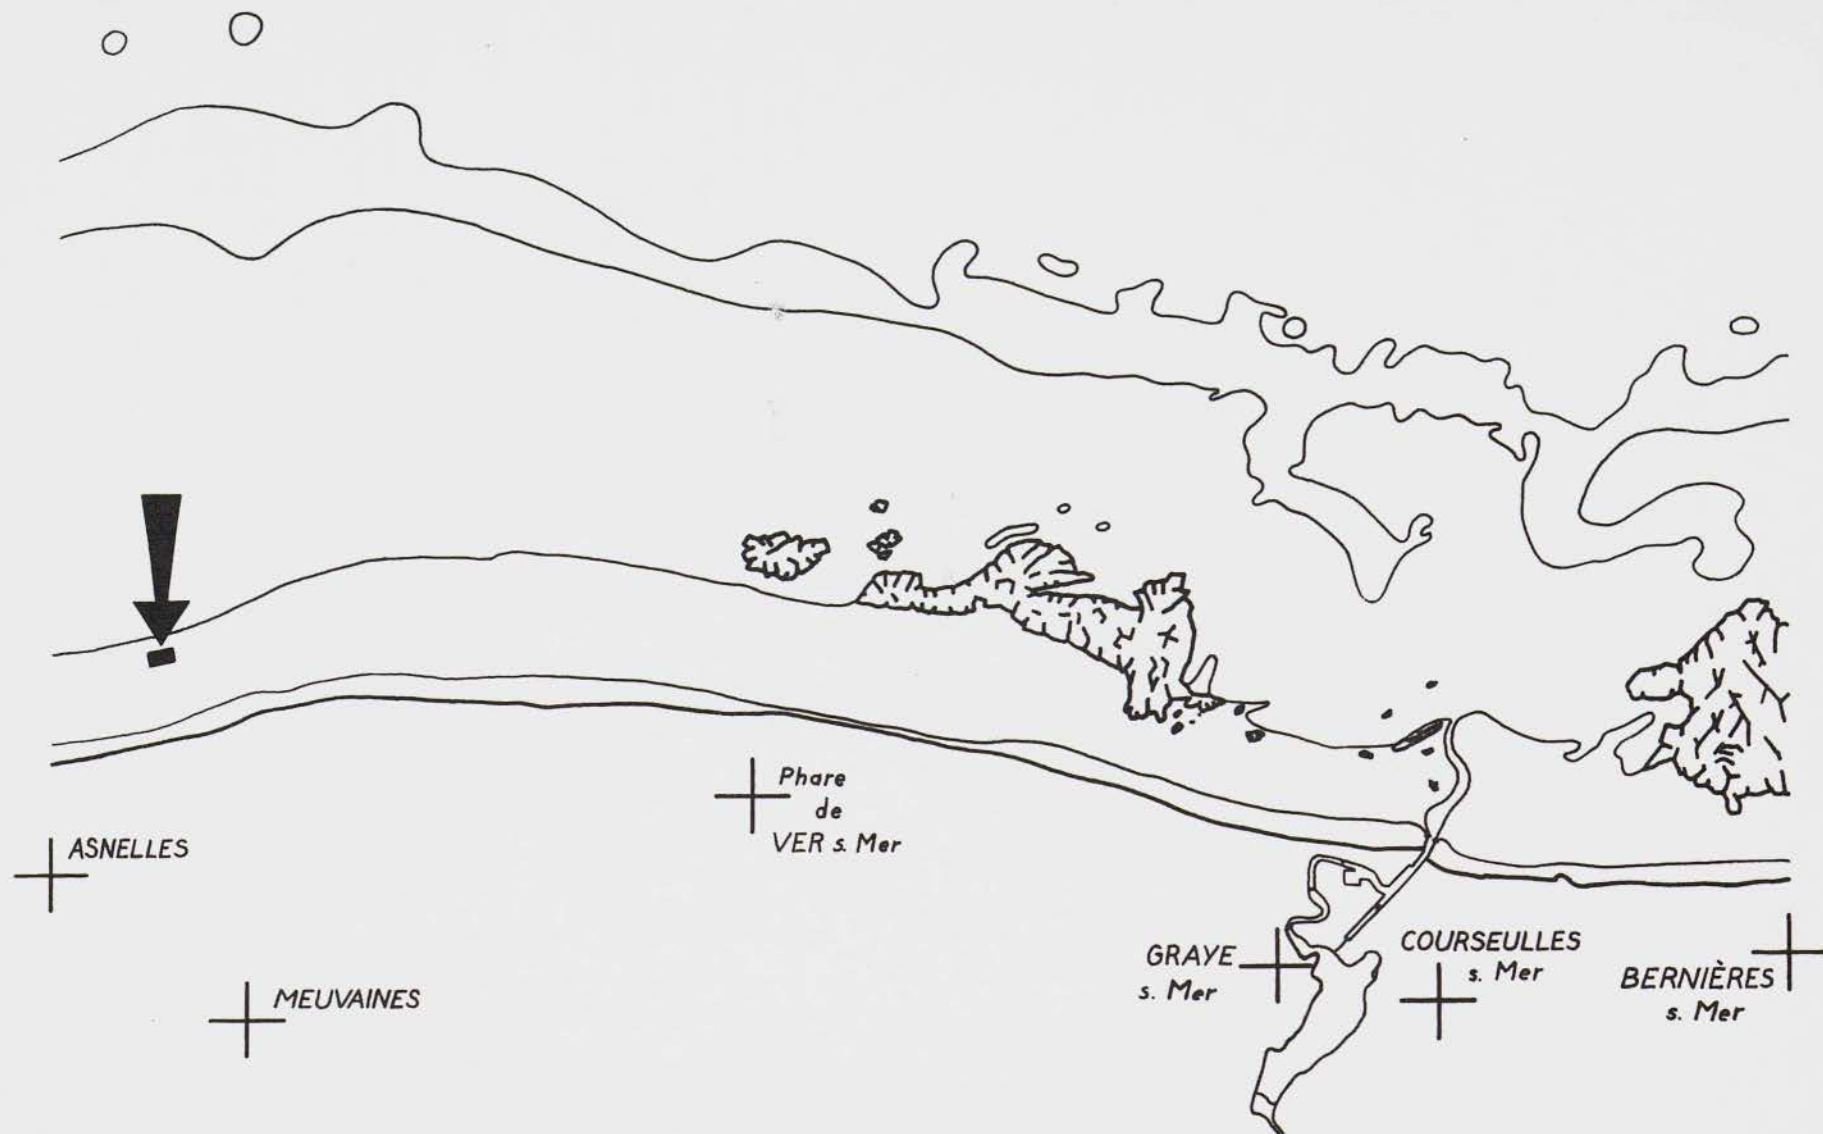 Phare
de
VER s. Mer
ASNELLES
MEUVAINES
GRAYE
s. Mer
COURSEULLES
s. Mer
BERNIÈRES
s. Mer